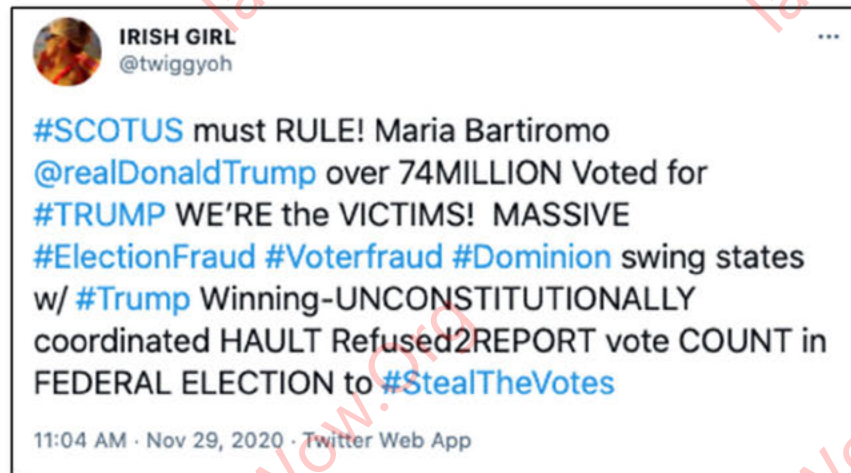 IRISH GIRL
@twiggyoh
#SCOTUS must RULE! Maria Bartiromo
@realDonaldTrump over 74MILLION Voted for
#TRUMP WE'RE the VICTIMS! MASSIVE
#ElectionFraud #Voterfraud #Dominion swing states
w/ #Trump Winning-UNCONSTITUTIONALLY
coordinated HAULT Refused2REPORT vote COUNT in
FEDERAL ELECTION to #StealTheVotes
11:04 AM · Nov 29, 2020 · Twitter Web App